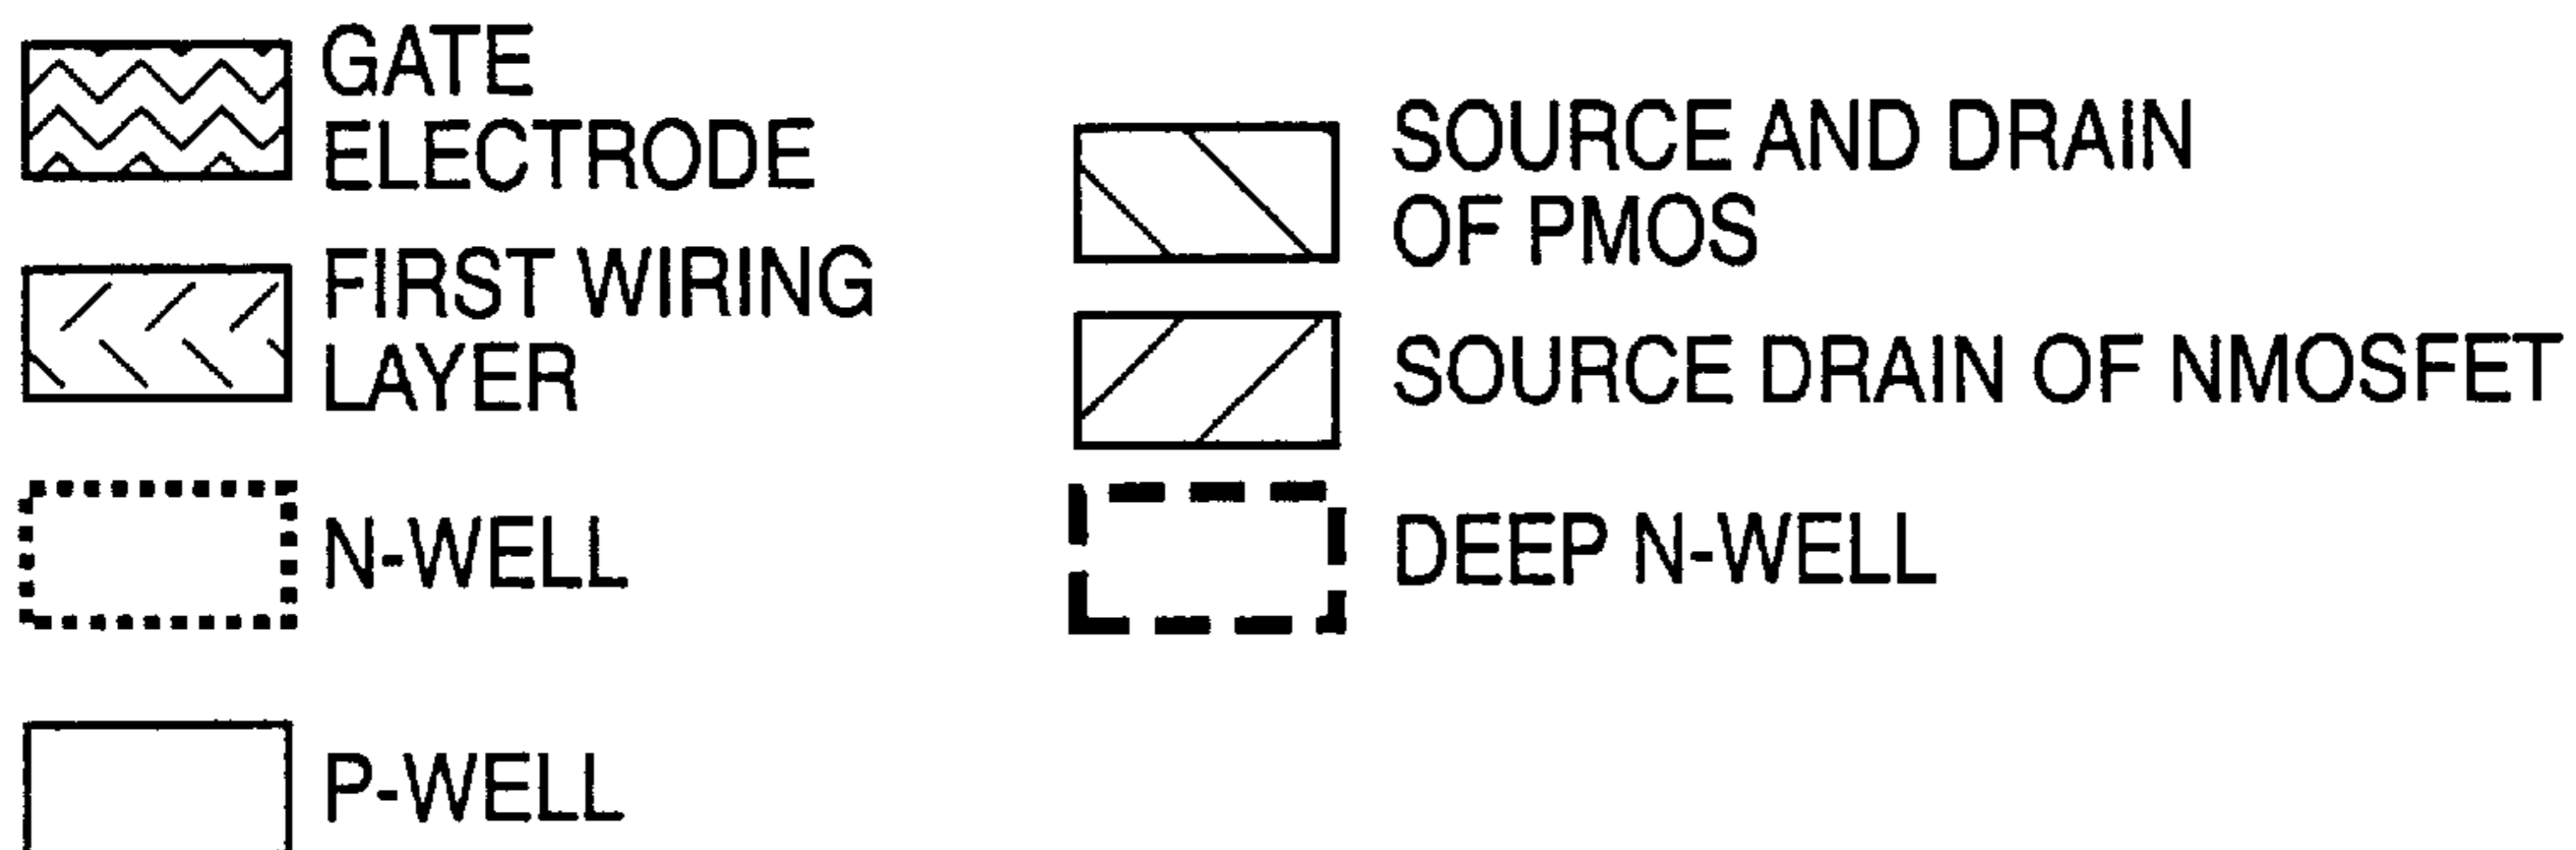 GATE
ELECTRODE
FIRST WIRING
LAYER
N-WELL
P-WELL
SOURCE AND DRAIN
OF PMOS
SOURCE DRAIN OF NMOSFET
DEEP N-WELL